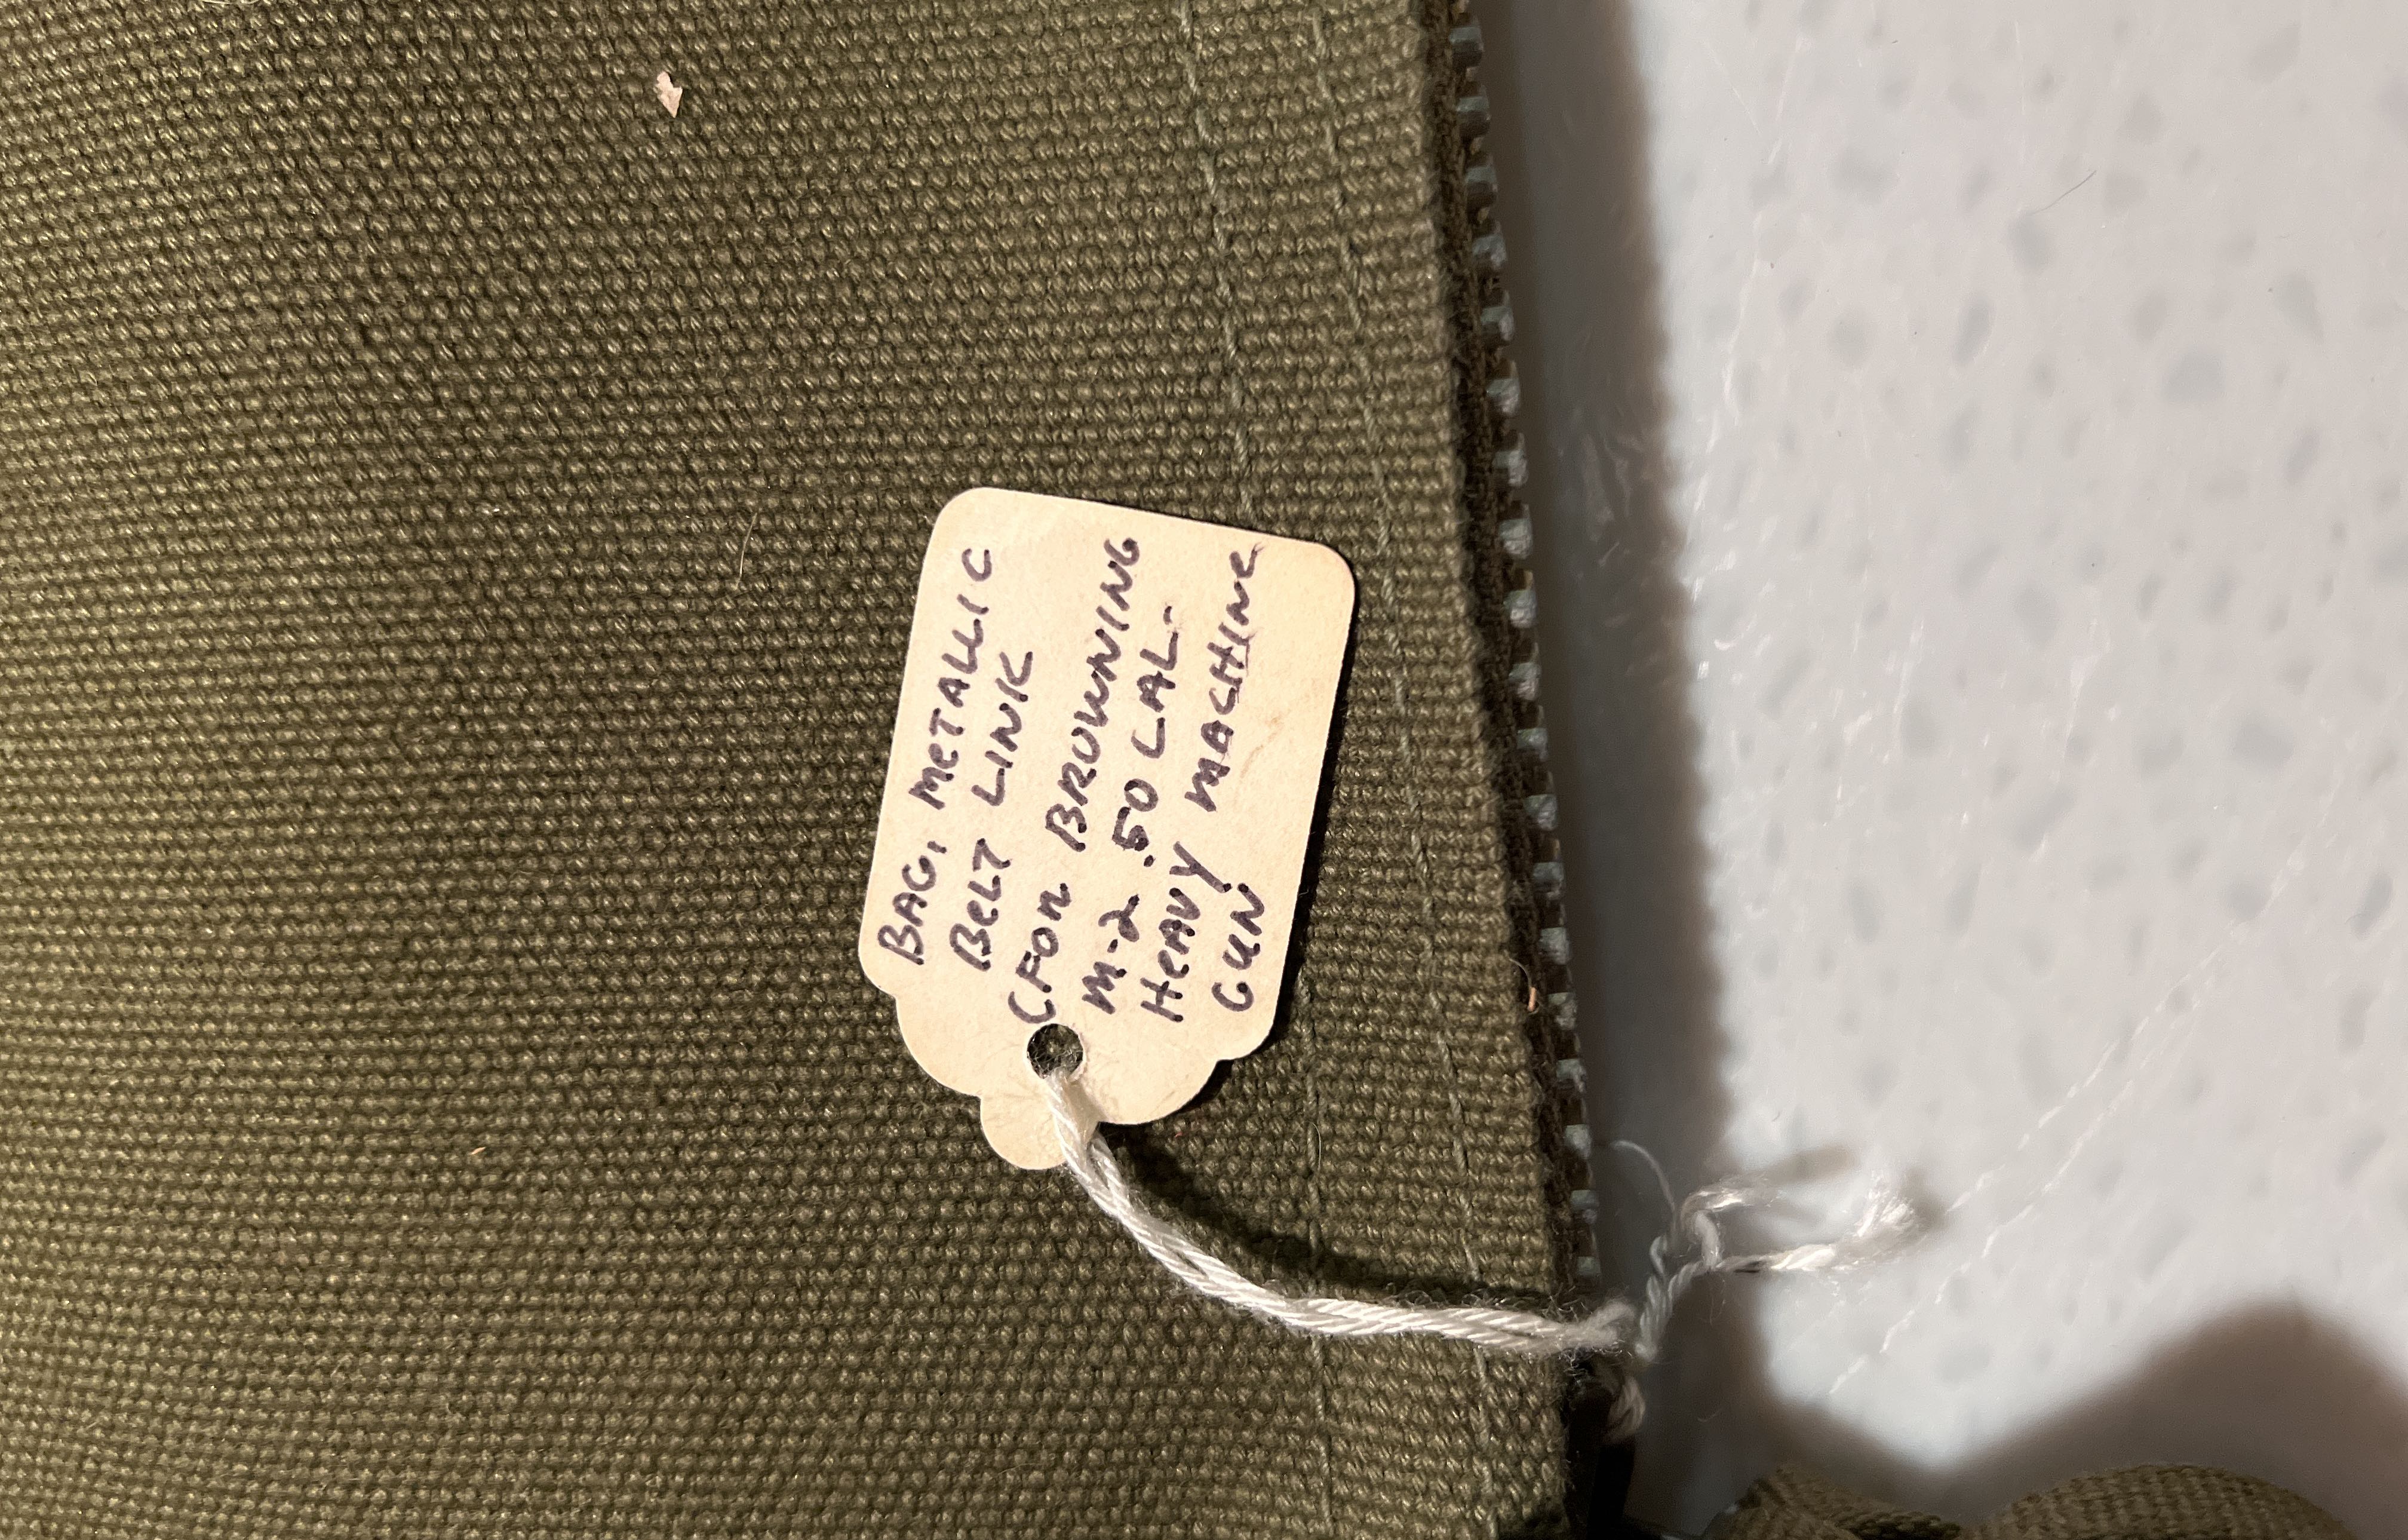 BAG, METALLIC
BELT LINK
(FOR BROWNING
M-2 .50 CAL.
HEAVY MACHINE
GUN